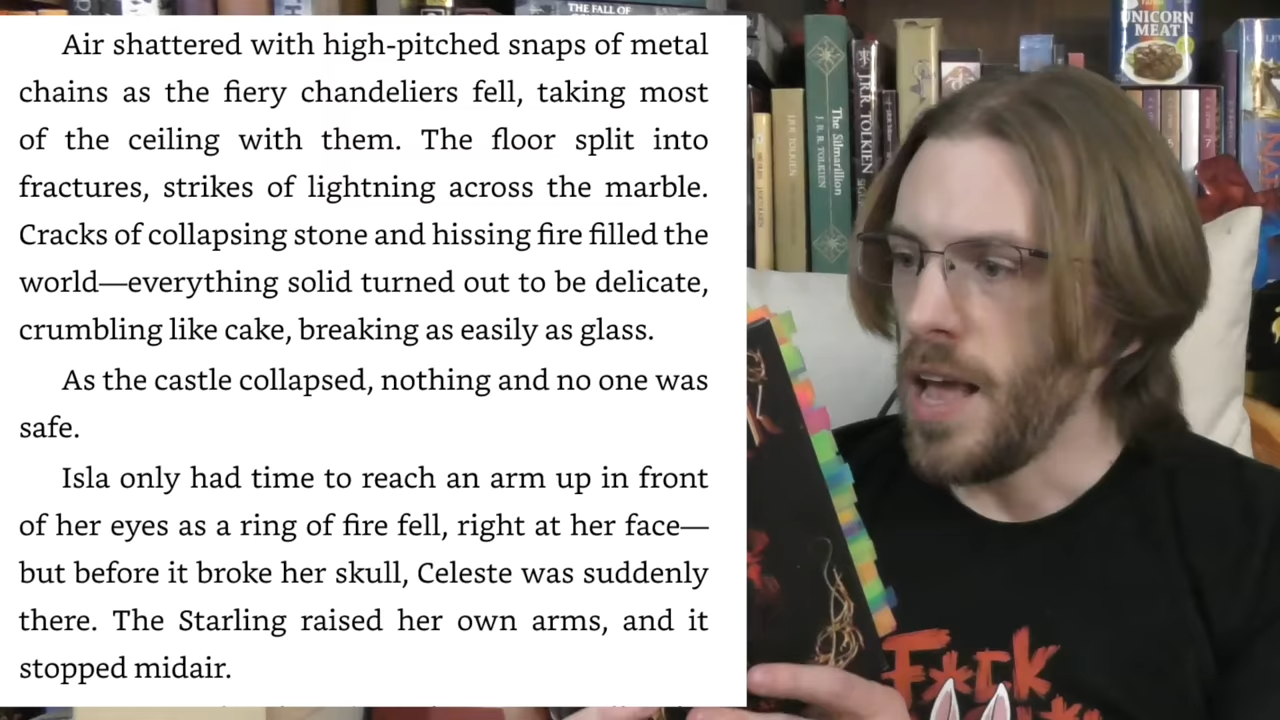 THE FALL OF
Air shattered with high-pitched snaps of metal
chains as the fiery chandeliers fell, taking most
of the ceiling with them. The floor split into
fractures, strikes of lightning across the marble.
Cracks of collapsing stone and hissing fire filled the
world—everything solid turned out to be delicate,
crumbling like cake, breaking as easily as glass.
As the castle collapsed, nothing and no one was
safe.
Isla only had time to reach an arm up in front
of her eyes as a ring of fire fell, right at her face—
but before it broke her skull, Celeste was suddenly
there. The Starling raised her own arms, and it
stopped midair.
UNICORN
MEAT
J.R.R. TOLKIEN
The Silmarillion
J. R. R. TOLKIEN
J.R.R. TOLKIEN
7
F*CK